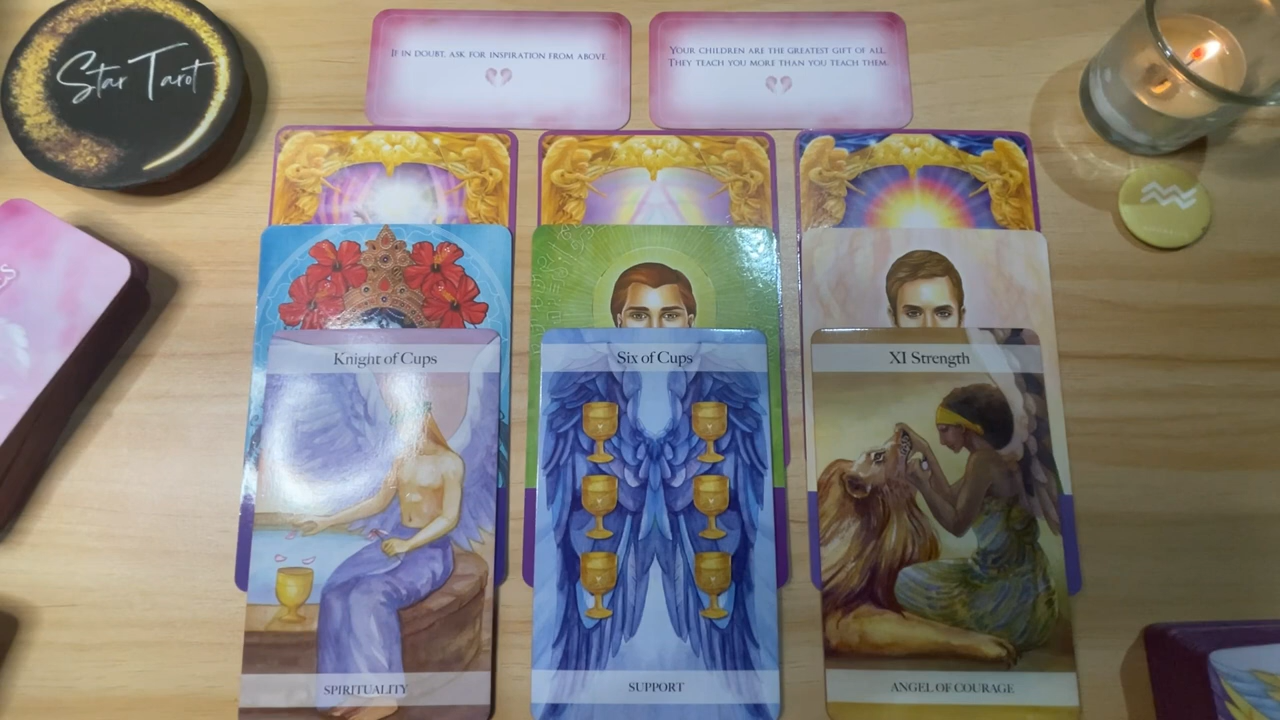 Star Tarot
If in doubt, ask for inspiration from above.
Your children are the greatest gift of all.
They teach you more than you teach them.
Knight of Cups
Six of Cups
XI Strength
SPIRITUALITY
SUPPORT
ANGEL OF COURAGE